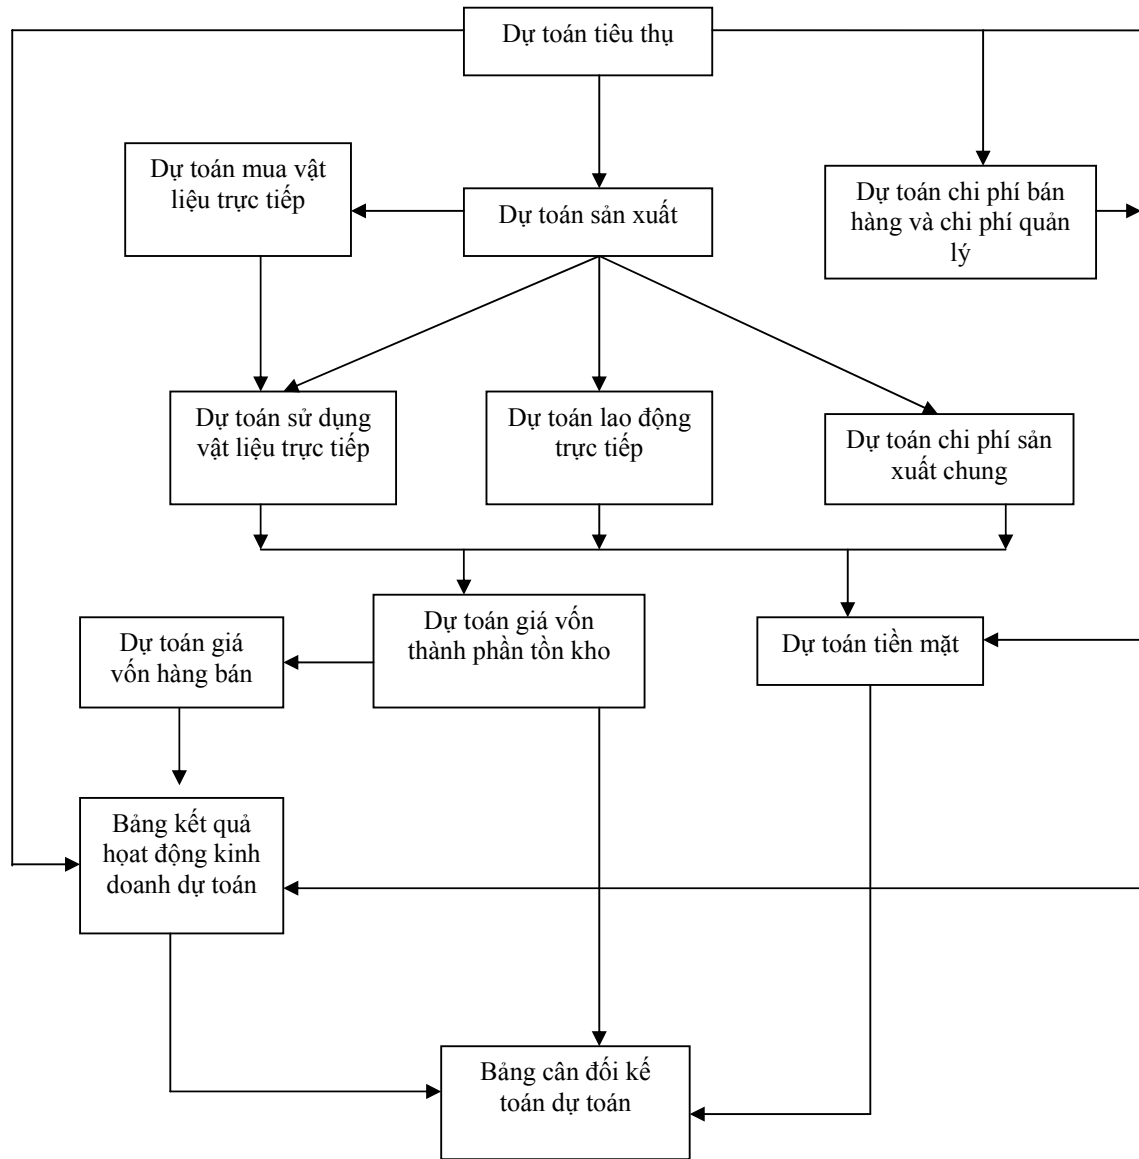 Dự toán tiêu thụ
Dự toán mua vật
liệu trực tiếp
Dự toán sản xuất
Dự toán chi phí bán
hàng và chi phí quản
lý
Dự toán sử dụng
vật liệu trực tiếp
Dự toán lao động
trực tiếp
Dự toán chi phí sản
xuất chung
Dự toán giá
vốn hàng bán
Dự toán giá vốn
thành phần tồn kho
Dự toán tiền mặt
Bảng kết quả
họat động kinh
doanh dự toán
Bảng cân đối kế
toán dự toán